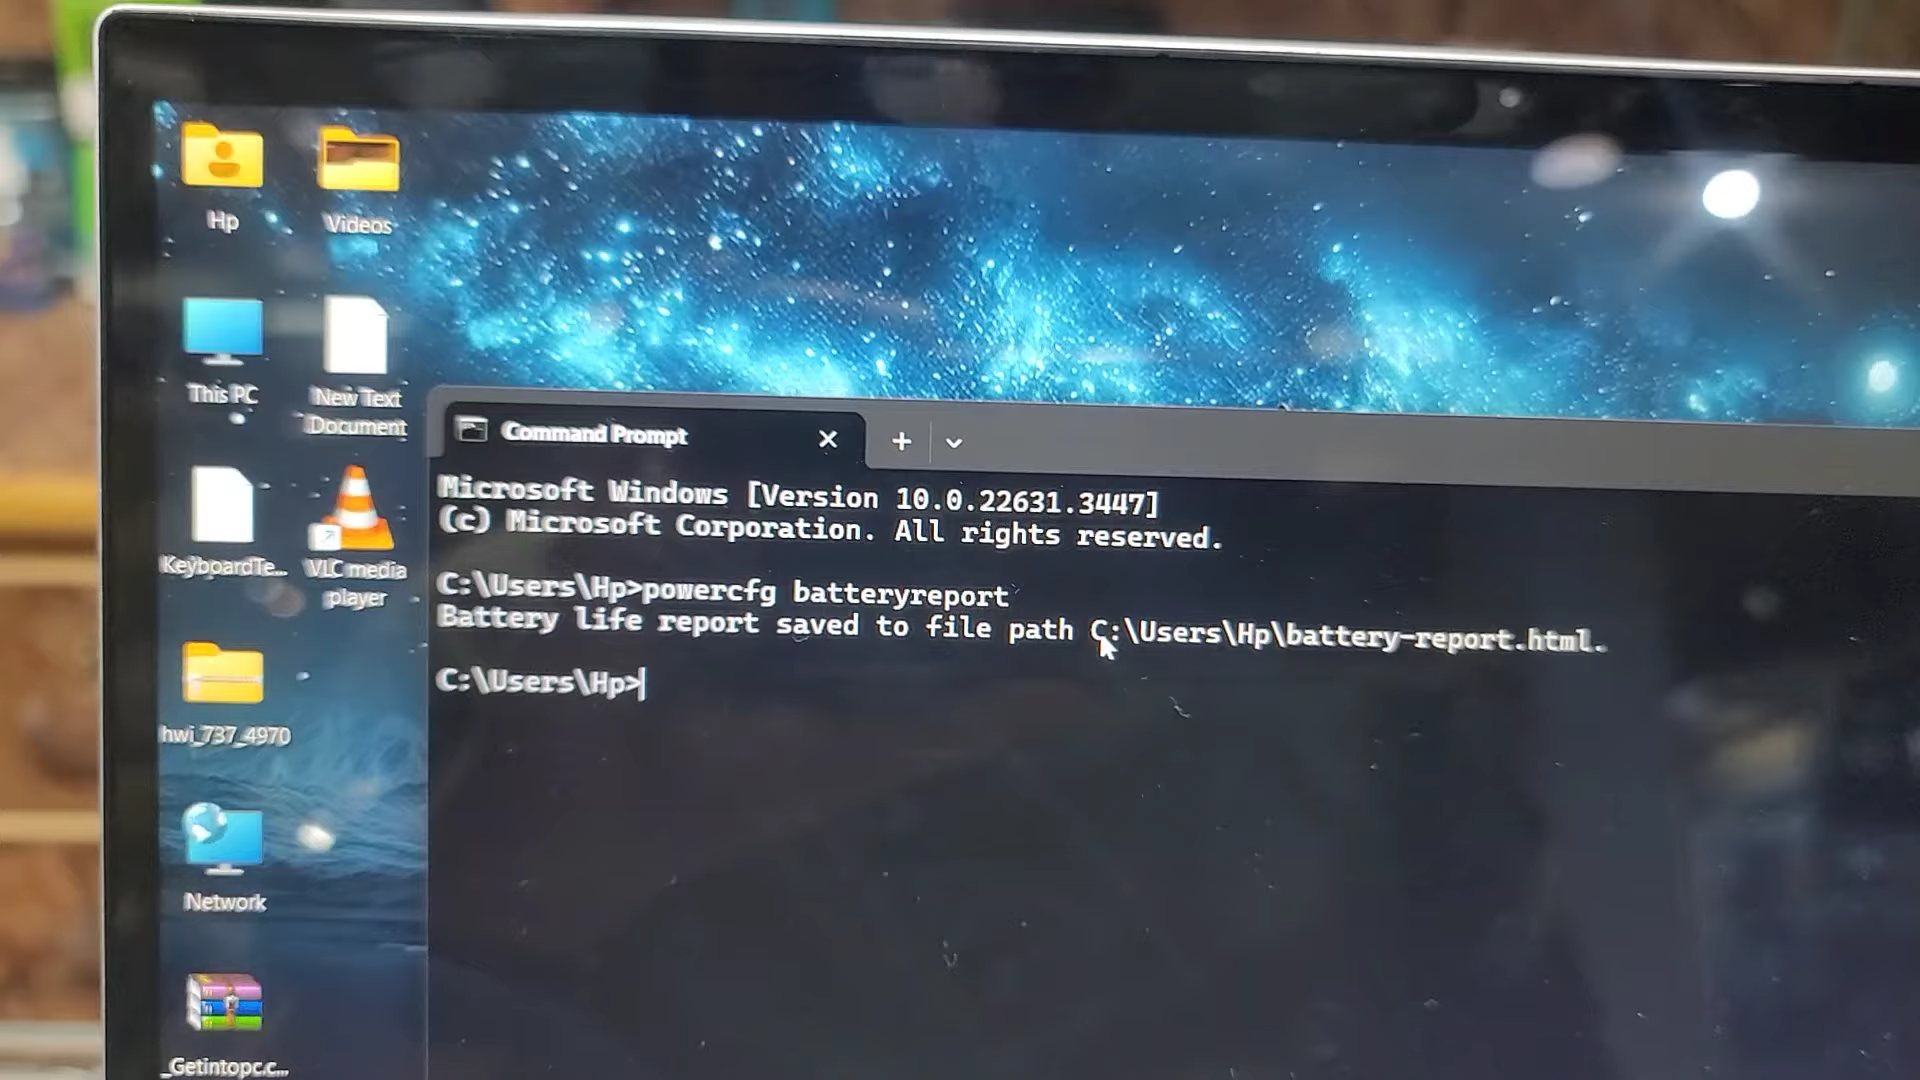 Hp
Videos
This PC
New Text
Document
Command Prompt
Microsoft Windows [Version 10.0.22631.3447]
(c) Microsoft Corporation. All rights reserved.
C:\Users\Hp>powercfg batteryreport
Battery life report saved to file path C:\Users\Hp\battery-report.html.
C:\Users\Hp>
KeyboardTe...
VLC media
player
hwi_737_4970
Network
_Getintopc.c...